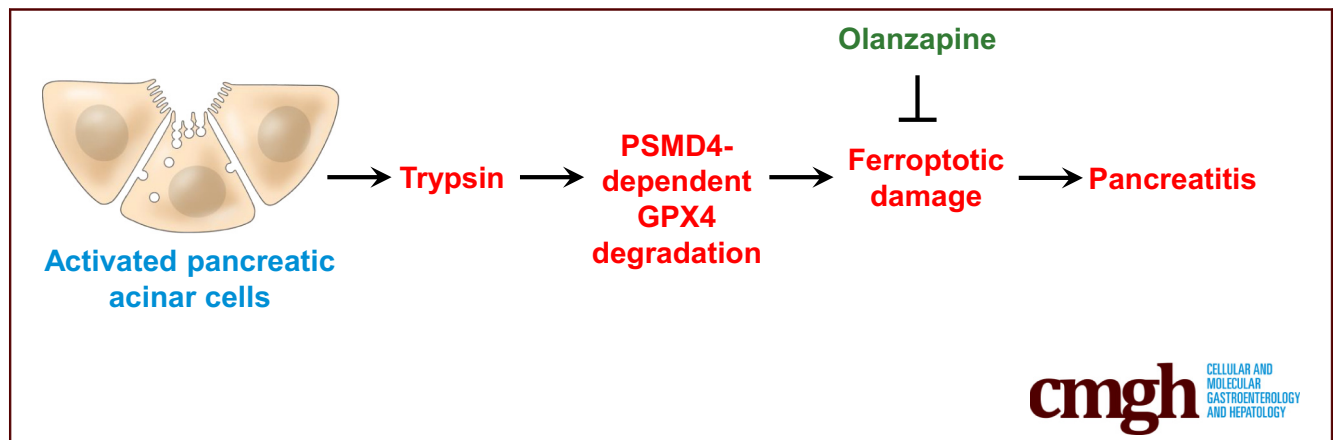 Olanzapine
Activated pancreatic
acinar cells
Trypsin
PSMD4-
dependent
GPX4
degradation
Ferroptotic
damage
Pancreatitis
cmgh
CELLULAR AND
MOLECULAR
GASTROENTEROLOGY
AND HEPATOLOGY